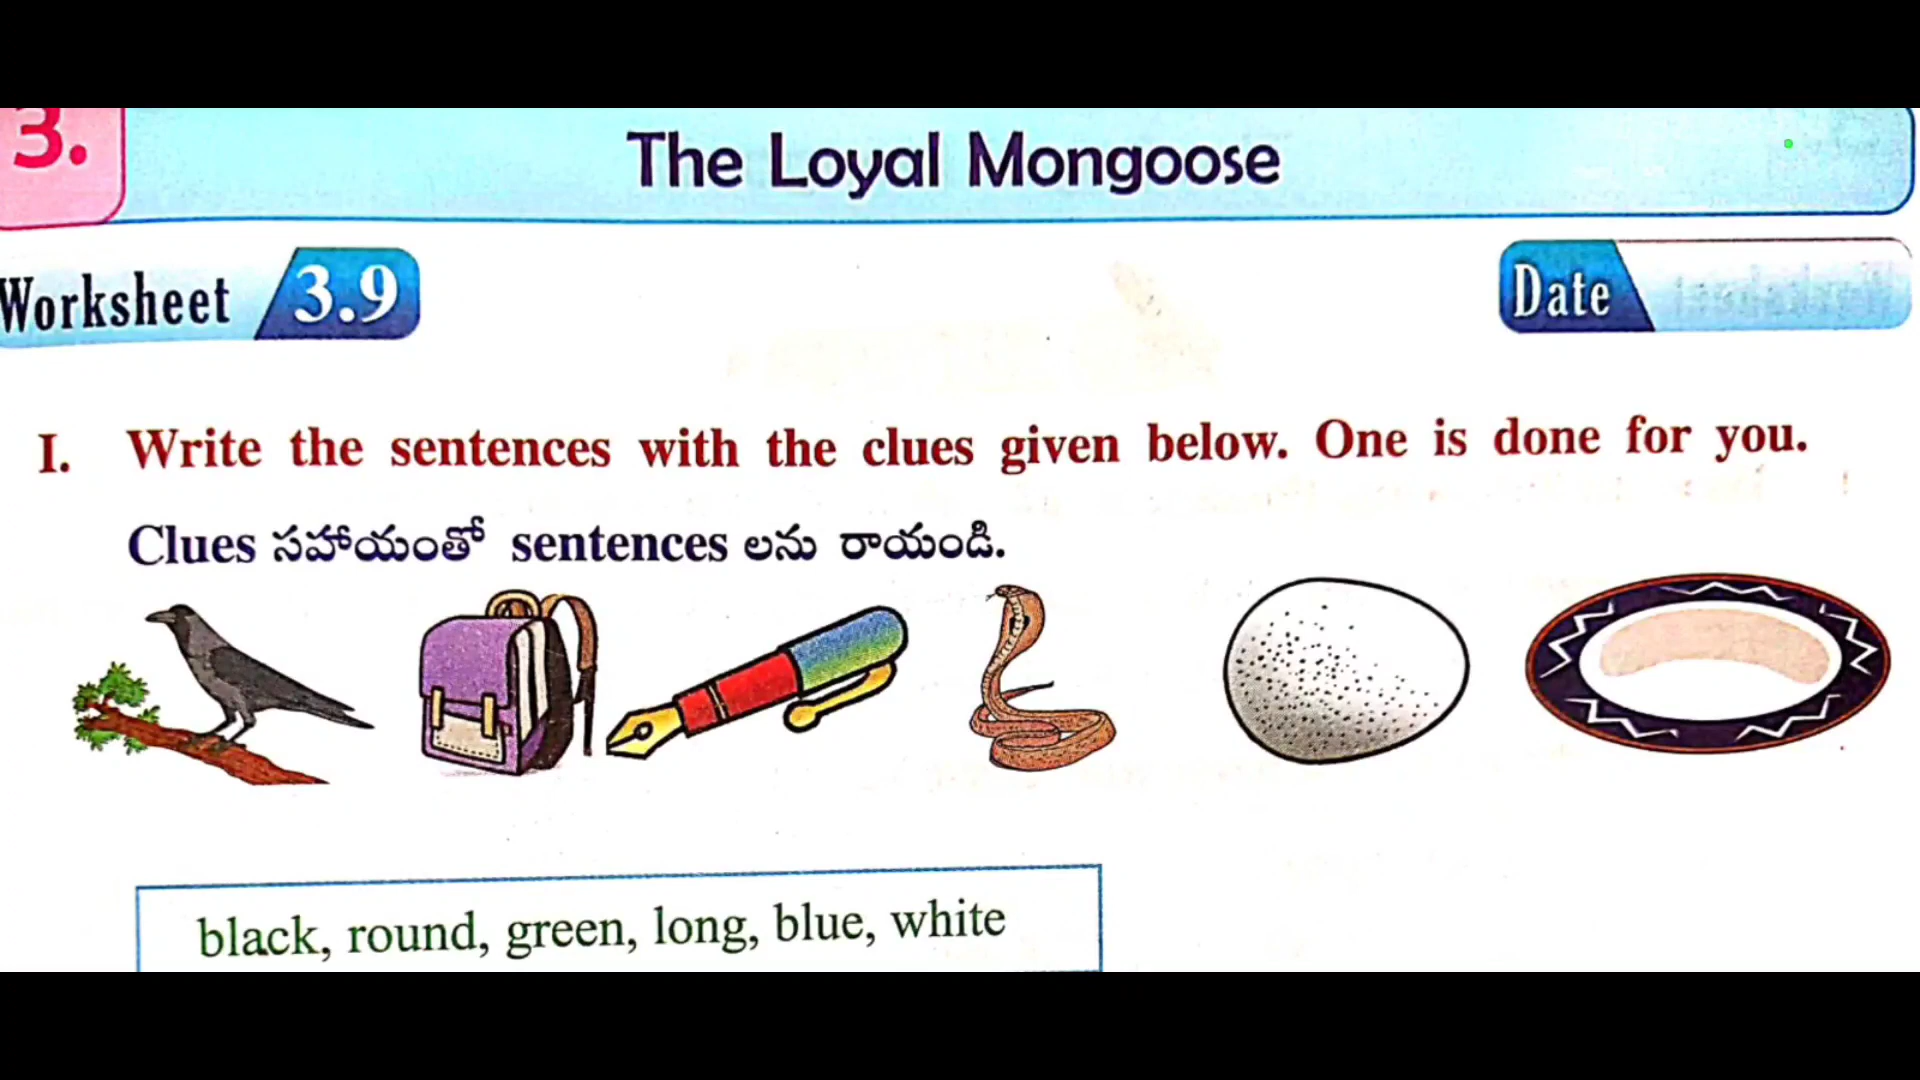 3.
The Loyal Mongoose
Worksheet 3.9
Date
I. Write the sentences with the clues given below. One is done for you.
Clues సహాయంతో sentences లను రాయండి.
black, round, green, long, blue, white